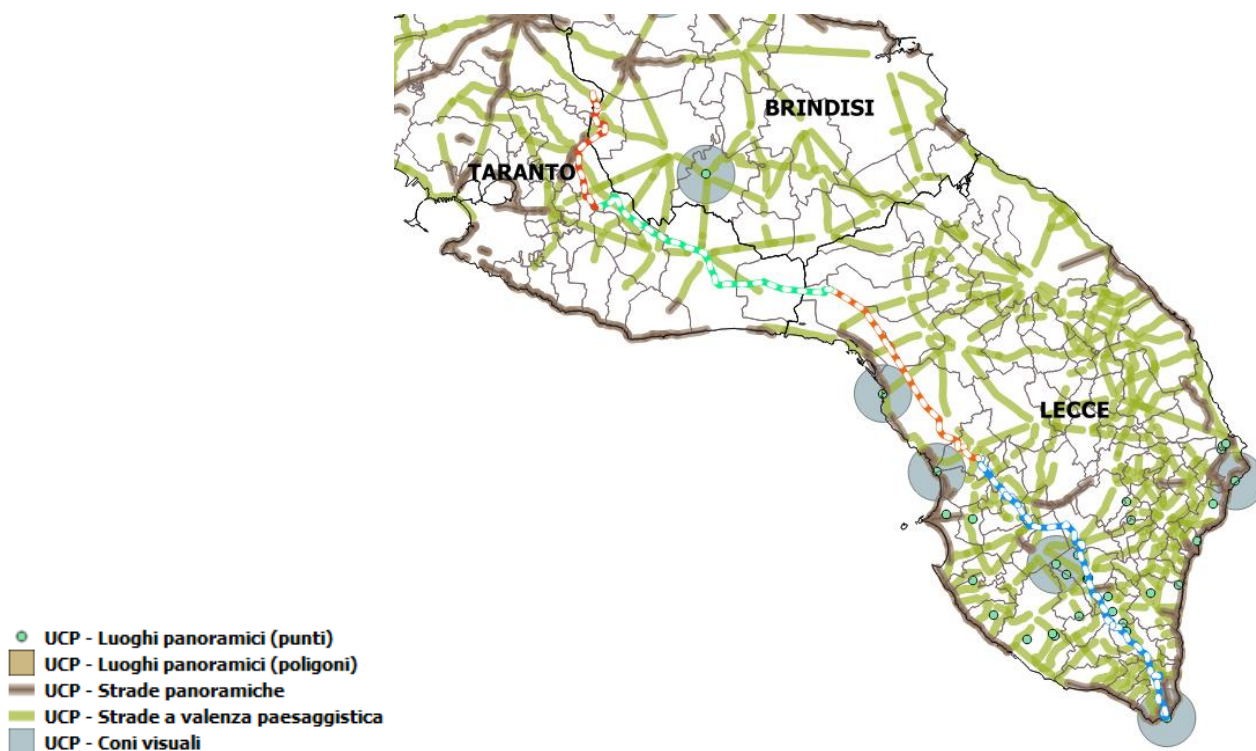 BRINDISI
TARANTO
LECCE
UCP - Luoghi panoramici (punti)
UCP - Luoghi panoramici (poligoni)
UCP - Strade panoramiche
UCP - Strade a valenza paesaggistica
UCP - Coni visuali